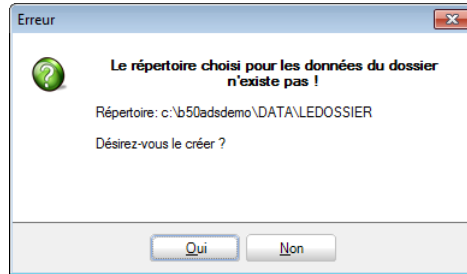 Erreur
Le répertoire choisi pour les données du dossier
n'existe pas !
Répertoire: c:\b50adsdemo\DATA\LEDOSSIER
Désirez-vous le créer ?
Oui
Non